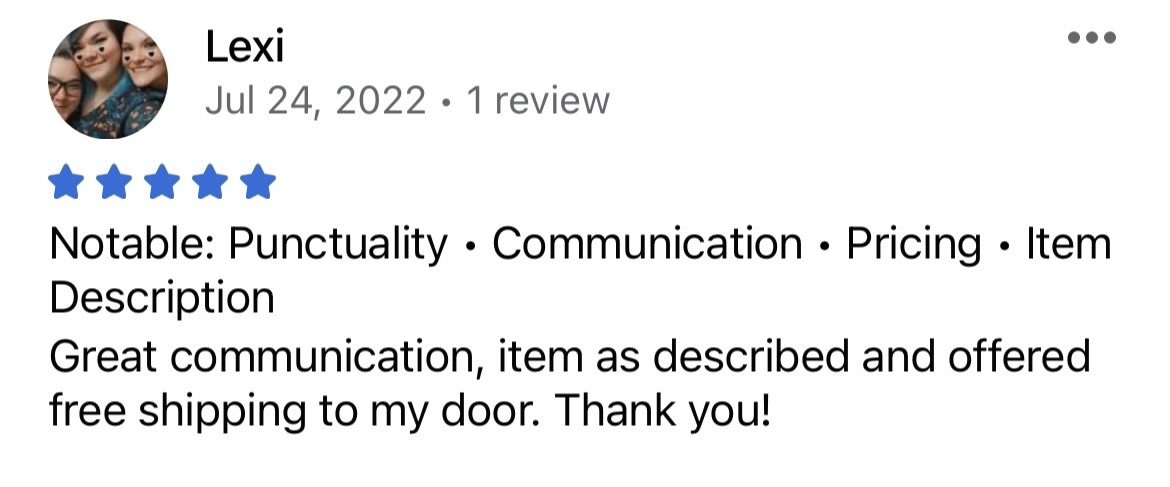 Lexi
Jul 24, 2022 • 1 review
Notable: Punctuality • Communication • Pricing • Item
Description
Great communication, item as described and offered
free shipping to my door. Thank you!